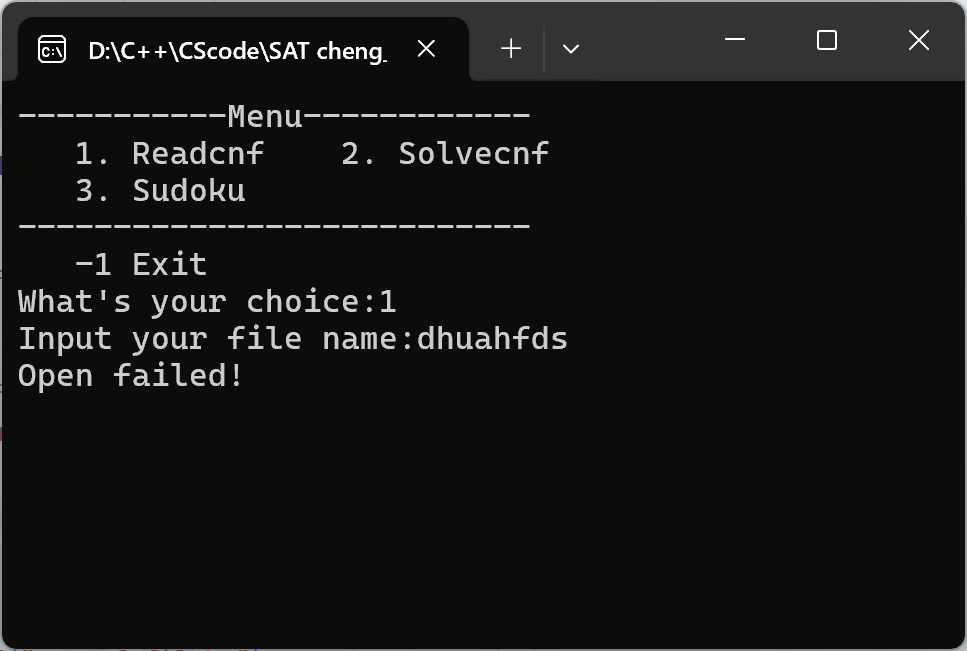 D:\C++\CScode\SAT cheng_
-----------Menu------------
1. Readcnf 2. Solvecnf
3. Sudoku
---------------------------
-1 Exit
What's your choice:1
Input your file name:dhuahfds
Open failed!